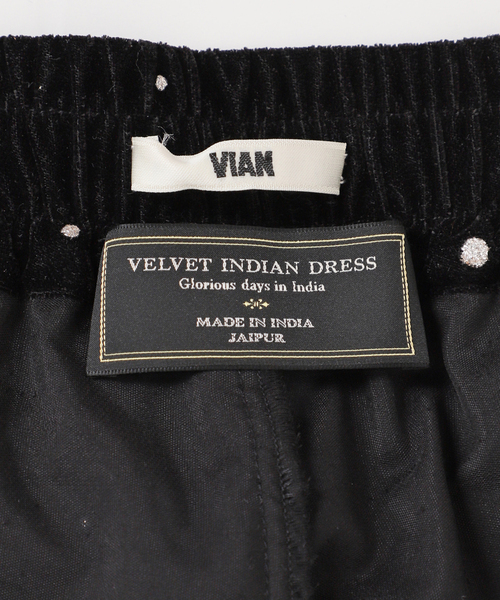 VIAN
VELVET INDIAN DRESS
Glorious days in India
MADE IN INDIA
JAIPUR